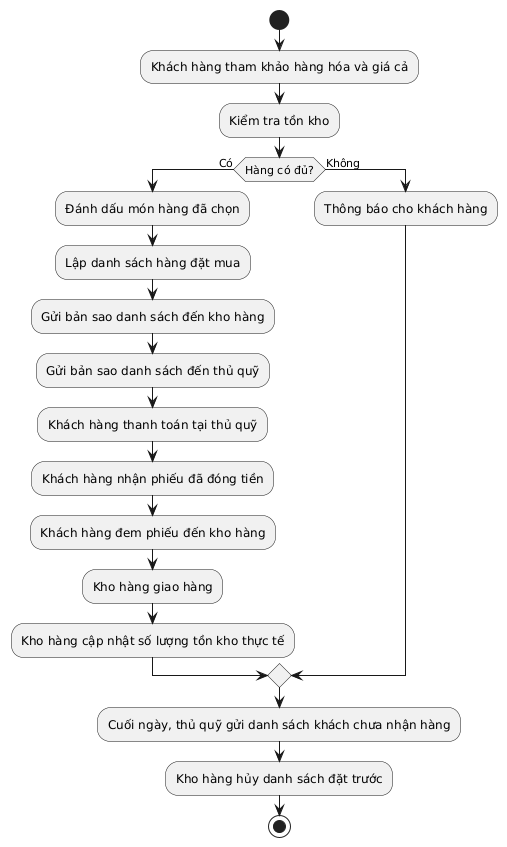 Khách hàng tham khảo hàng hóa và giá cả
Kiểm tra tồn kho
Có
Hàng có đủ?
Không
Đánh dấu món hàng đã chọn
Thông báo cho khách hàng
Lập danh sách hàng đặt mua
Gửi bản sao danh sách đến kho hàng
Gửi bản sao danh sách đến thủ quỹ
Khách hàng thanh toán tại thủ quỹ
Khách hàng nhận phiếu đã đóng tiền
Khách hàng đem phiếu đến kho hàng
Kho hàng giao hàng
Kho hàng cập nhật số lượng tồn kho thực tế
Cuối ngày, thủ quỹ gửi danh sách khách chưa nhận hàng
Kho hàng hủy danh sách đặt trước